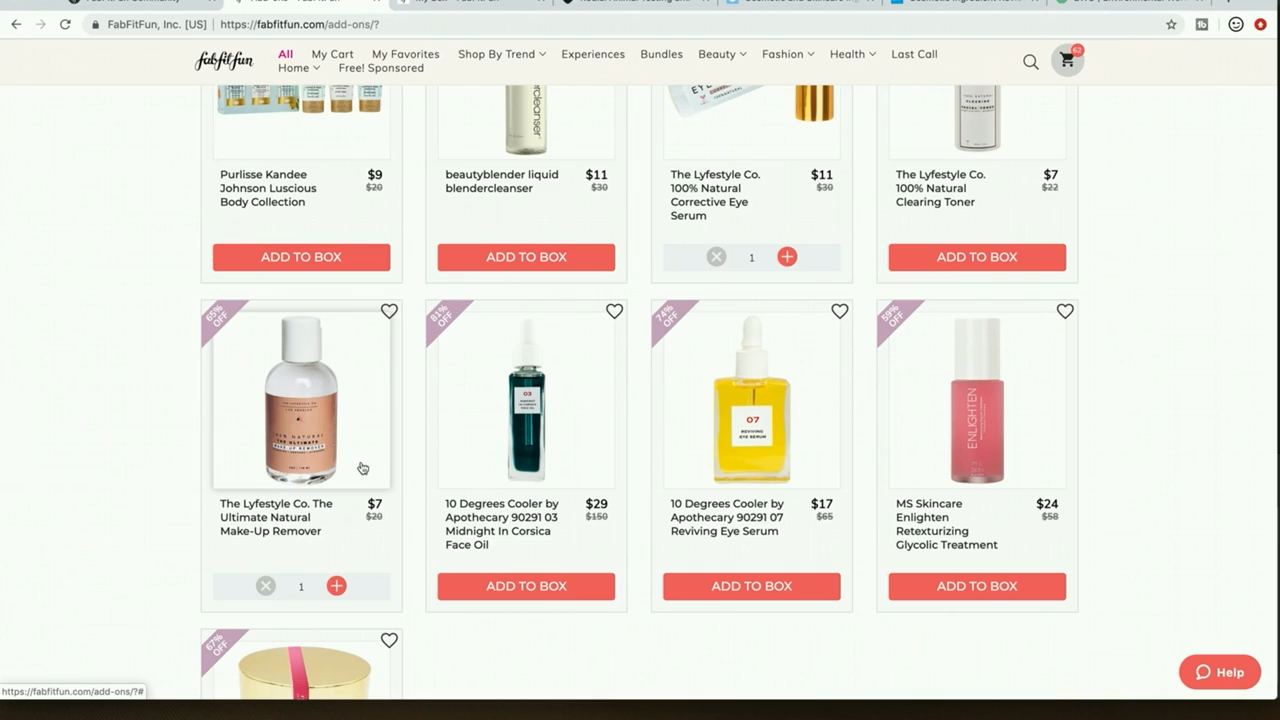 FabFitFun, Inc. [US] | https://fabfitfun.com/add-ons/?
fabfitfun All My Cart My Favorites Shop By Trend Experiences Bundles Beauty Fashion Health Last Call 62
Home Free! Sponsored
Purlisse Kandee Johnson Luscious Body Collection
$9
$20
ADD TO BOX
beautyblender liquid blendercleanser
$11
$30
ADD TO BOX
The Lyfestyle Co. 100% Natural Corrective Eye Serum
$11
$30
1
The Lyfestyle Co. 100% Natural Clearing Toner
$7
$22
ADD TO BOX
65% OFF
The Lyfestyle Co. The Ultimate Natural Make-Up Remover
$7
$20
1
81% OFF
03
10 Degrees Cooler by Apothecary 90291 03 Midnight In Corsica Face Oil
$29
$150
ADD TO BOX
74% OFF
07
REVIVING
EYE SERUM
10 Degrees Cooler by Apothecary 90291 07 Reviving Eye Serum
$17
$65
ADD TO BOX
59% OFF
ENLIGHTEN
MS Skincare Enlighten Retexturizing Glycolic Treatment
$24
$58
ADD TO BOX
67% OFF
Help
https://fabfitfun.com/add-ons/?#